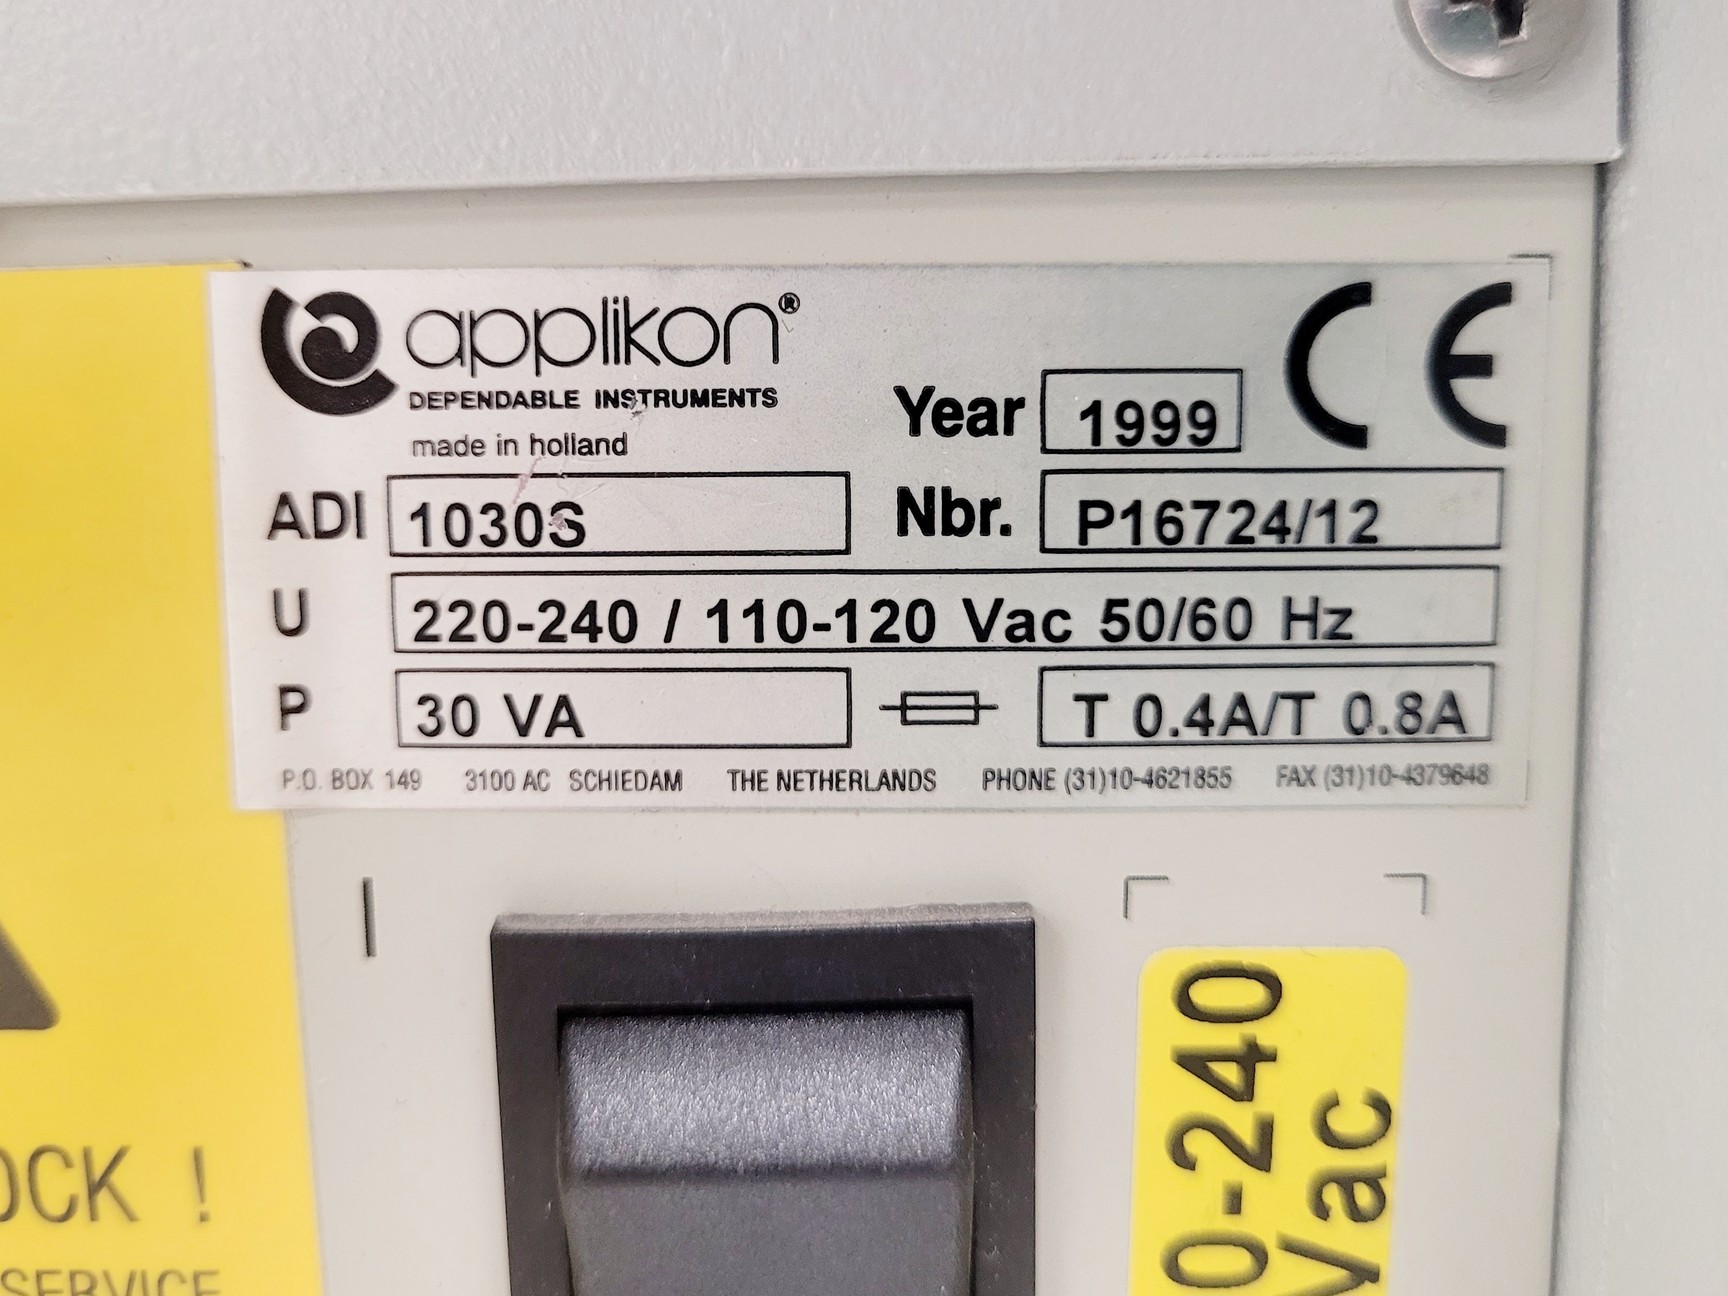 applikon®
DEPENDABLE INSTRUMENTS
made in holland
Year 1999
CE
ADI 1030S
Nbr. P16724/12
U 220-240 / 110-120 Vac 50/60 Hz
P 30 VA
T 0.4A/T 0.8A
P.O. BOX 149 3100 AC SCHIEDAM THE NETHERLANDS PHONE (31)10-4621855 FAX (31)10-4379648
I
0-240
Vac
OCK !
SERVICE